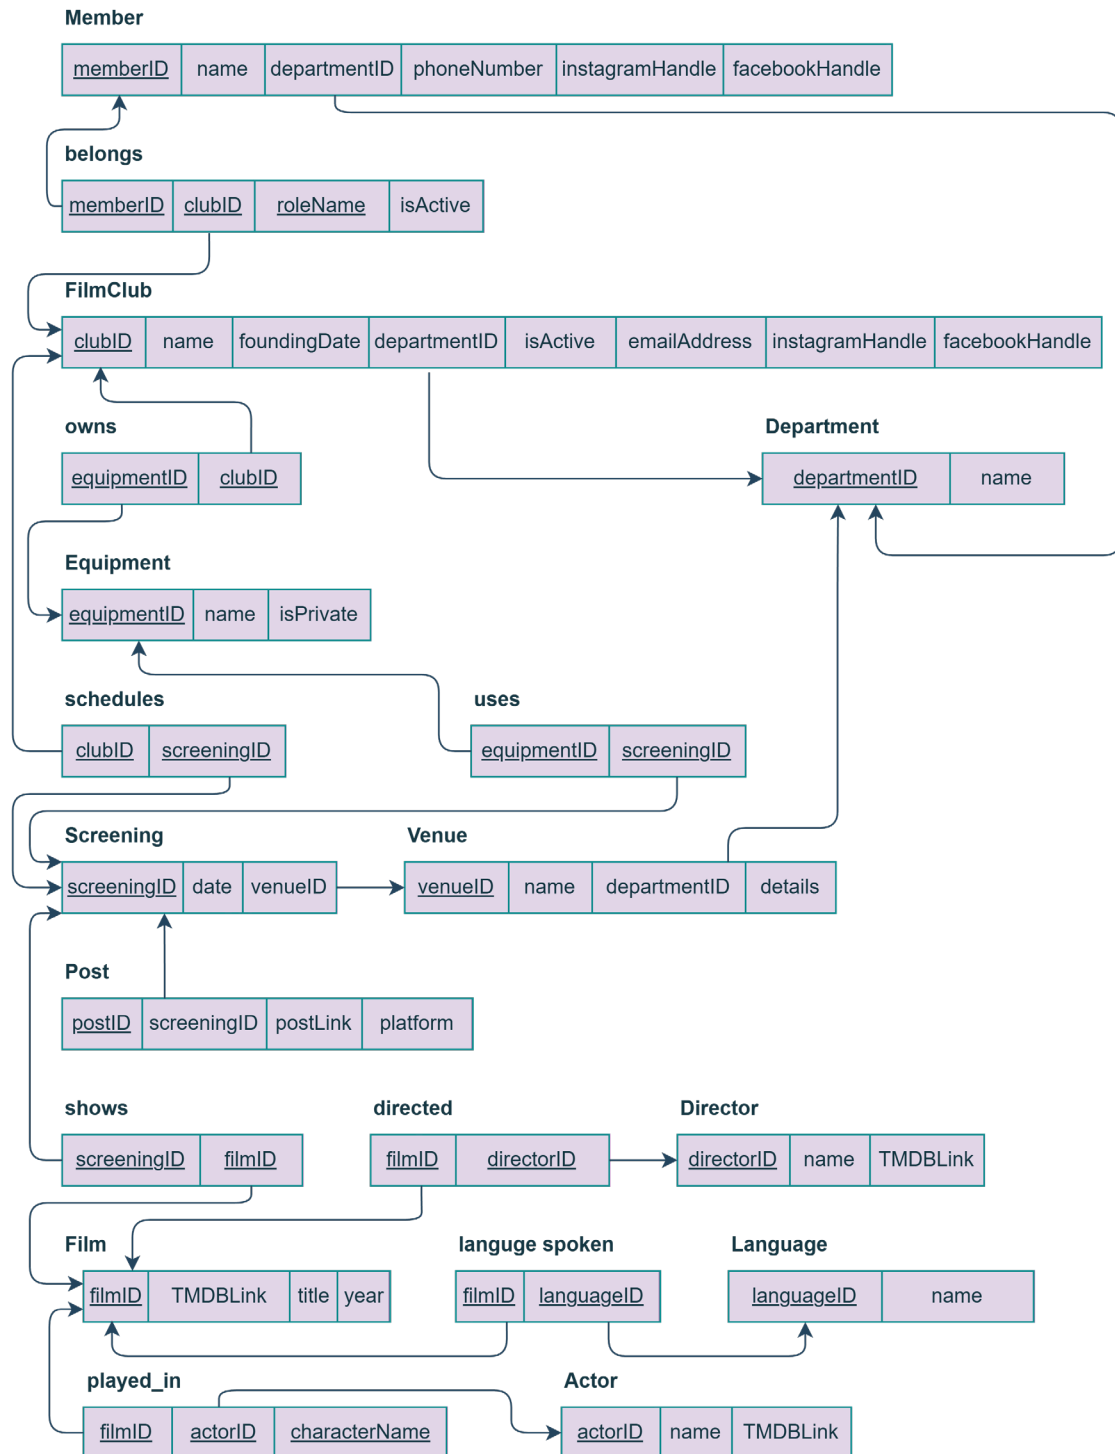 Member
memberID name departmentID phoneNumber instagramHandle facebookHandle
belongs
memberID clubID roleName isActive
FilmClub
clubID name foundingDate departmentID isActive emailAddress instagramHandle facebookHandle
owns Department
equipmentID clubID departmentID name
Equipment
equipmentID name isPrivate
schedules uses
clubID screeningID equipmentID screeningID
Screening Venue
screeningID date venueID venueID name departmentID details
Post
postID screeningID postLink platform
shows directed Director
screeningID filmID filmID directorID directorID name TMDBLink
Film languge spoken Language
filmID TMDBLink title year filmID languageID languageID name
played_in Actor
filmID actorID characterName actorID name TMDBLink